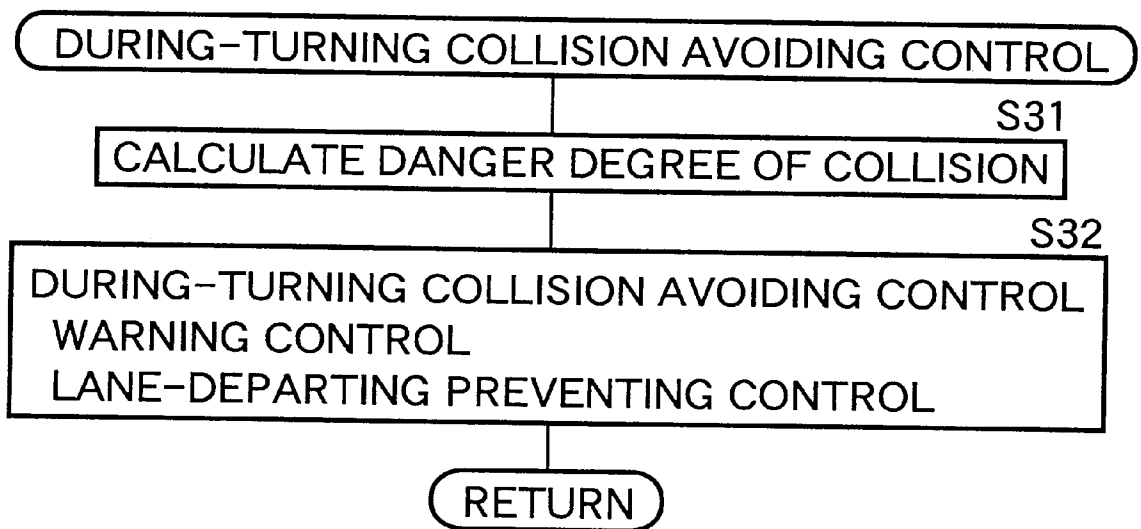 DURING-TURNING COLLISION AVOIDING CONTROL
S31
CALCULATE DANGER DEGREE OF COLLISION
S32
DURING-TURNING COLLISION AVOIDING CONTROL
WARNING CONTROL
LANE-DEPARTING PREVENTING CONTROL
RETURN